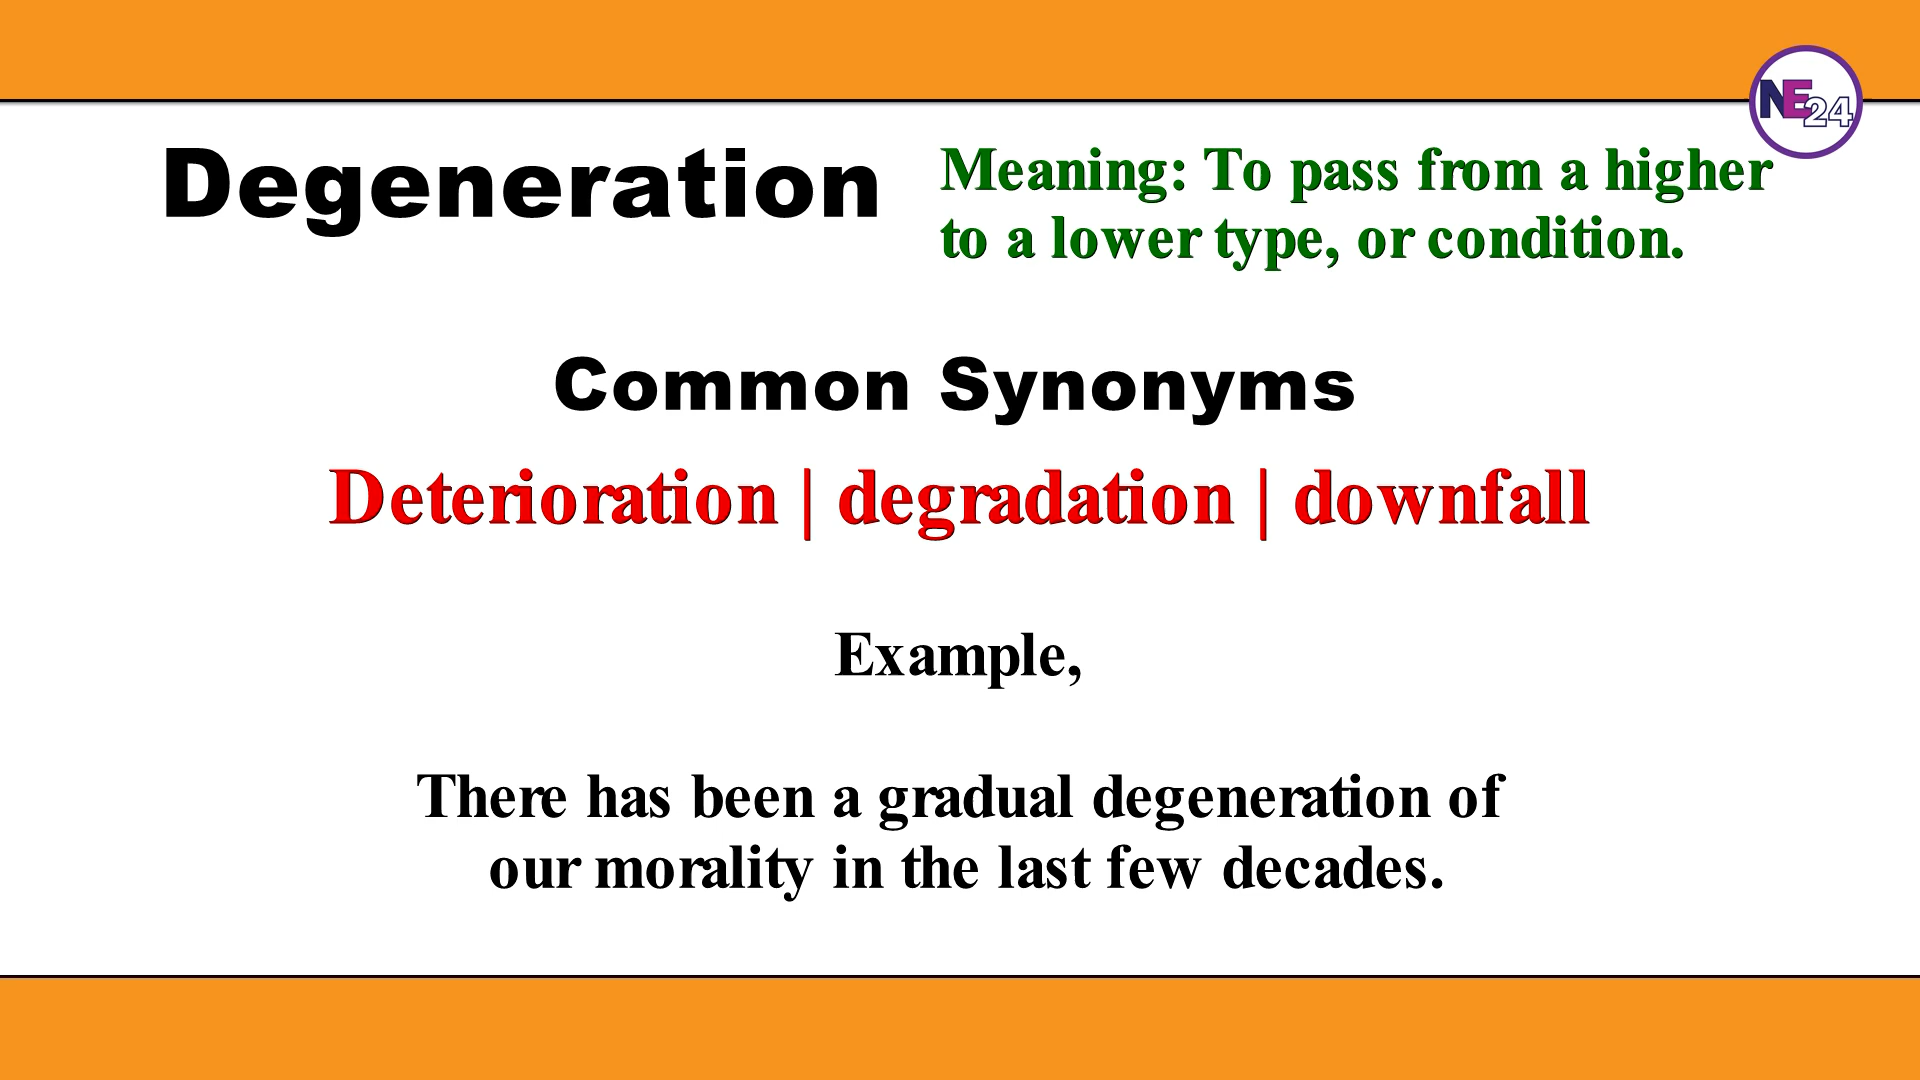 NE24
Degeneration
Meaning: To pass from a higher
to a lower type, or condition.
Common Synonyms
Deterioration | degradation | downfall
Example,
There has been a gradual degeneration of
our morality in the last few decades.